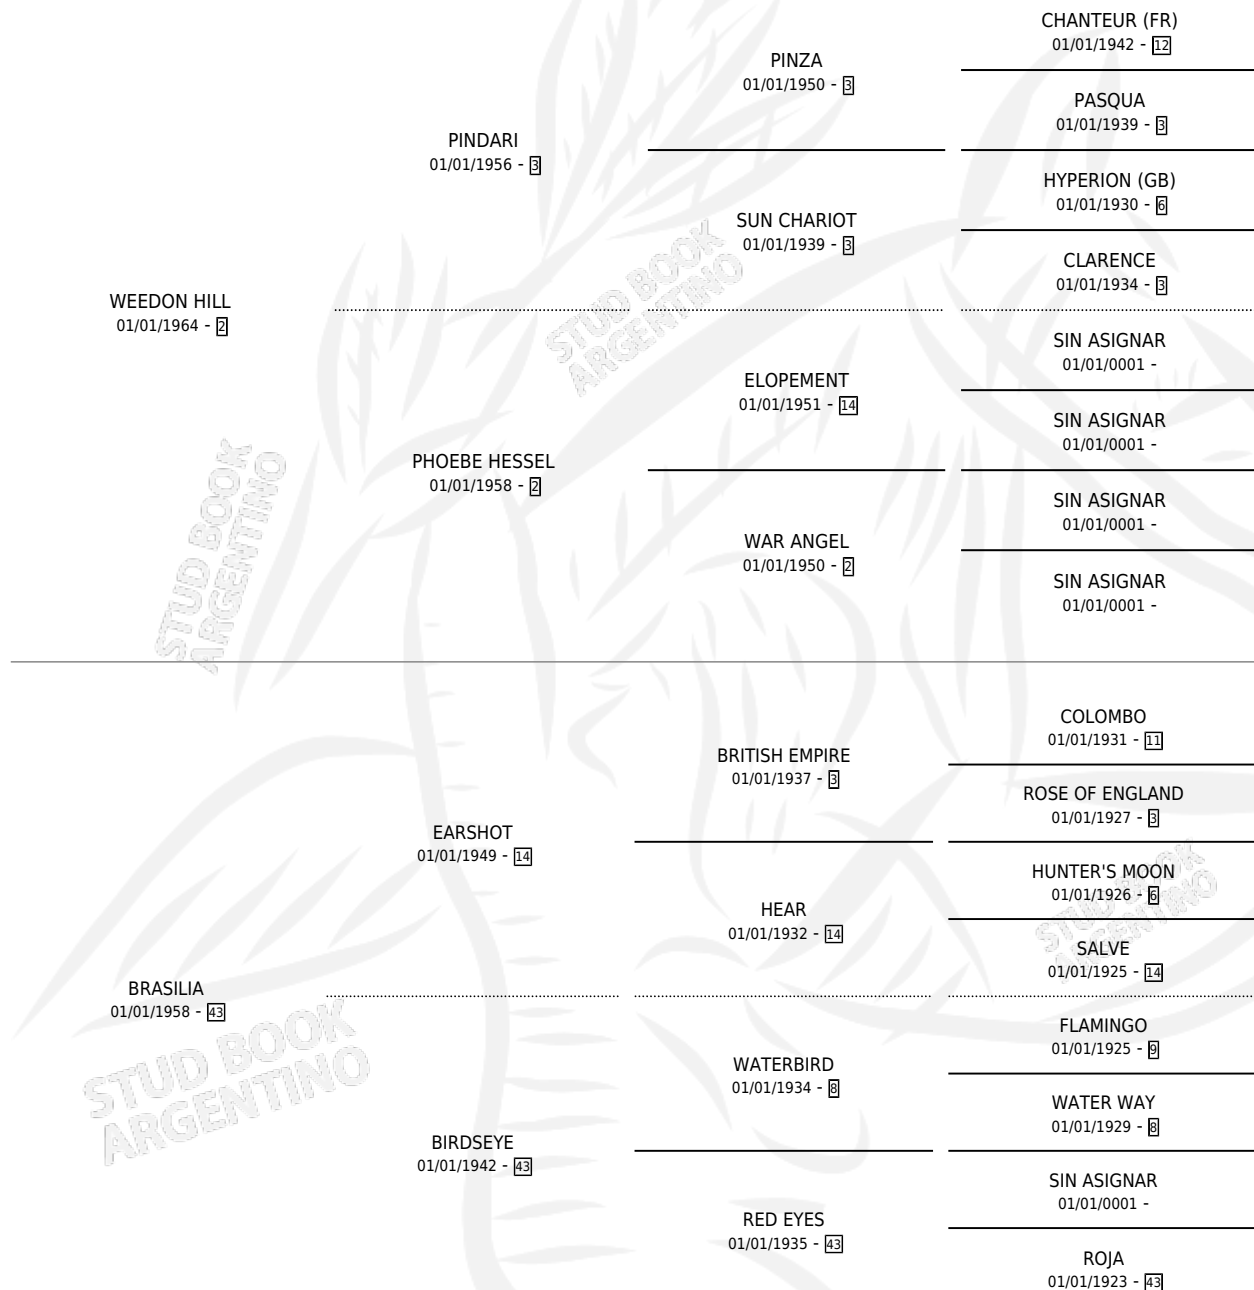 CHANTEUR (FR)
01/01/1942 - 12
PINZA
01/01/1950 - 3
PASQUA
01/01/1939 - 3
PINDARI
01/01/1956 - 3
HYPERION (GB)
01/01/1930 - 6
SUN CHARIOT
01/01/1939 - 3
CLARENCE
01/01/1934 - 3
WEEDON HILL
01/01/1964 - 2
SIN ASIGNAR
01/01/0001 -
ELOPEMENT
01/01/1951 - 14
SIN ASIGNAR
01/01/0001 -
PHOEBE HESSEL
01/01/1958 - 2
SIN ASIGNAR
01/01/0001 -
WAR ANGEL
01/01/1950 - 2
SIN ASIGNAR
01/01/0001 -
STUD BOOK
ARGENTINO
STUD BOOK
ARGENTINO
COLOMBO
01/01/1931 - 11
BRITISH EMPIRE
01/01/1937 - 3
ROSE OF ENGLAND
01/01/1927 - 3
EARSHOT
01/01/1949 - 14
HUNTER'S MOON
01/01/1926 - 6
HEAR
01/01/1932 - 14
SALVE
01/01/1925 - 14
BRASILIA
01/01/1958 - 43
FLAMINGO
01/01/1925 - 9
WATERBIRD
01/01/1934 - 8
WATER WAY
01/01/1929 - 8
BIRDSEYE
01/01/1942 - 43
SIN ASIGNAR
01/01/0001 -
RED EYES
01/01/1935 - 43
ROJA
01/01/1923 - 43
STUD BOOK
ARGENTINO
STUD BOOK
ARGENTINO